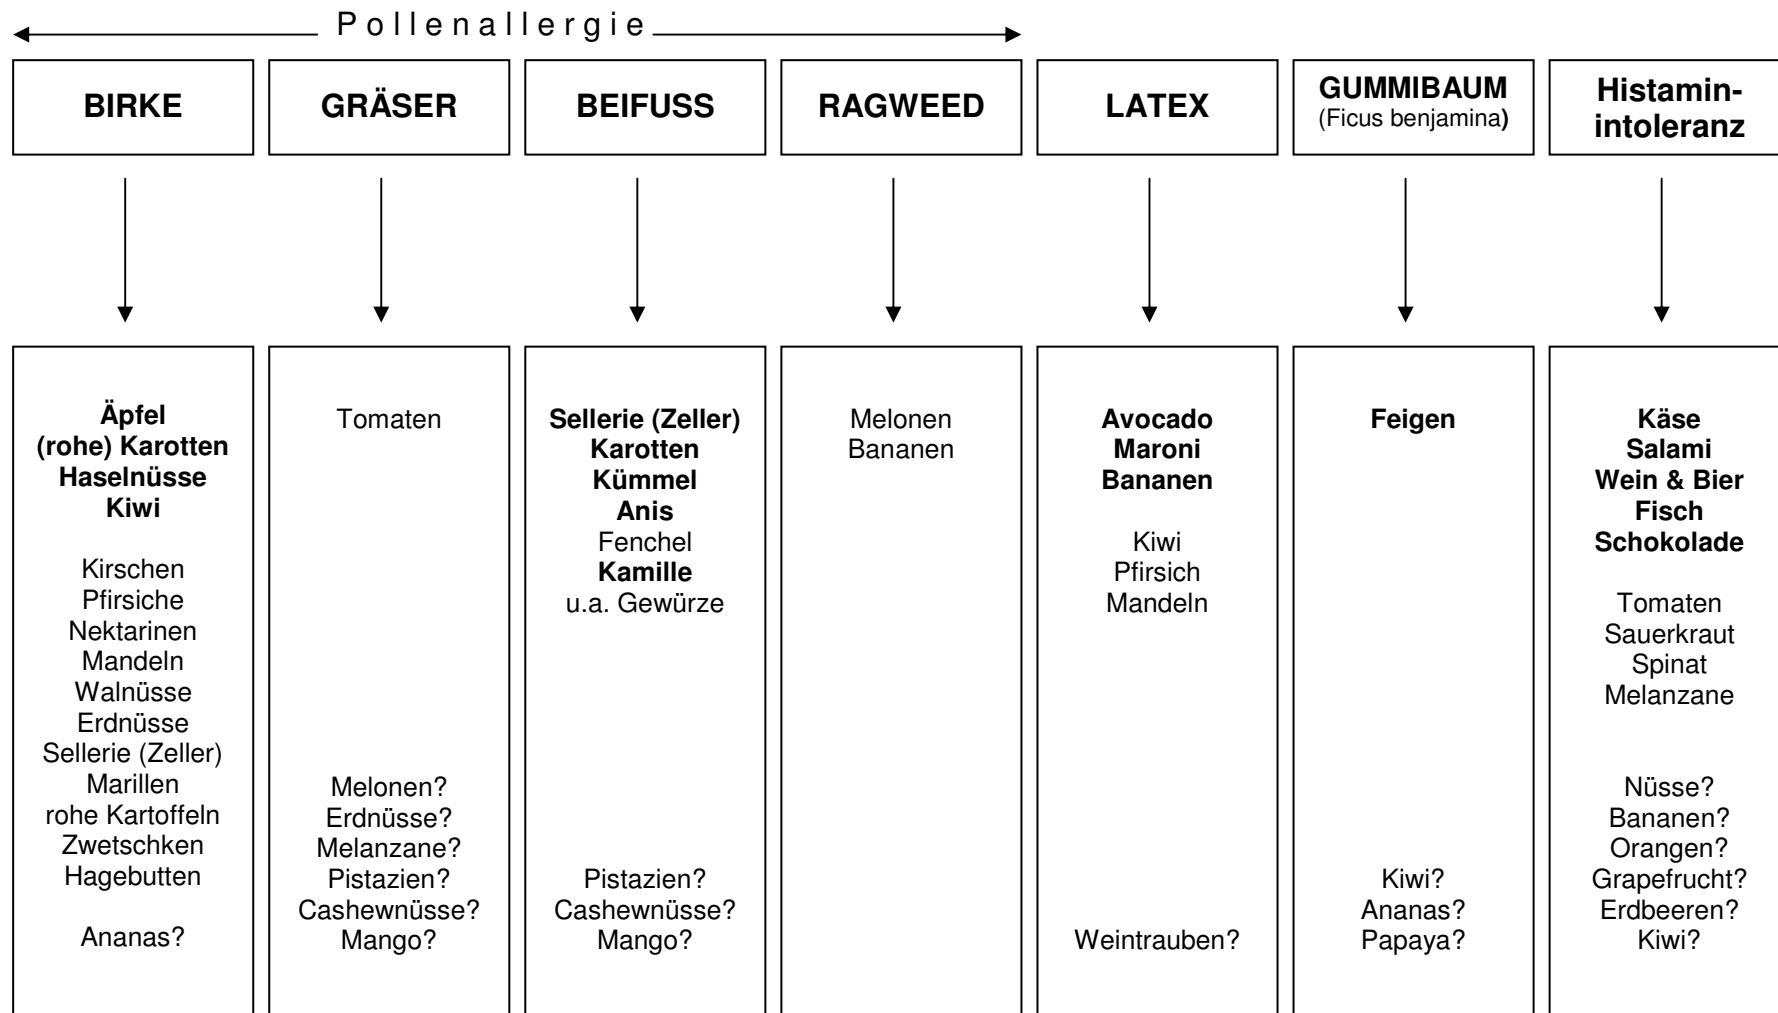 Pollenallergie
BIRKE
GRÄSER
BEIFUSS
RAGWEED
LATEX
GUMMIBAUM
(Ficus benjamina)
Histamin-
intoleranz
Äpfel
(rohe) Karotten
Haselnüsse
Kiwi
Kirschen
Pfirsiche
Nektarinen
Mandeln
Walnüsse
Erdnüsse
Sellerie (Zeller)
Marillen
rohe Kartoffeln
Zwetschken
Hagebutten
Ananas?
Tomaten
Melonen?
Erdnüsse?
Melanzane?
Pistazien?
Cashewnüsse?
Mango?
Sellerie (Zeller)
Karotten
Kümmel
Anis
Fenchel
Kamille
u.a. Gewürze
Pistazien?
Cashewnüsse?
Mango?
Melonen
Bananen
Avocado
Maroni
Bananen
Kiwi
Pfirsich
Mandeln
Weintrauben?
Feigen
Kiwi?
Ananas?
Papaya?
Käse
Salami
Wein & Bier
Fisch
Schokolade
Tomaten
Sauerkraut
Spinat
Melanzane
Nüsse?
Bananen?
Orangen?
Grapefrucht?
Erdbeeren?
Kiwi?